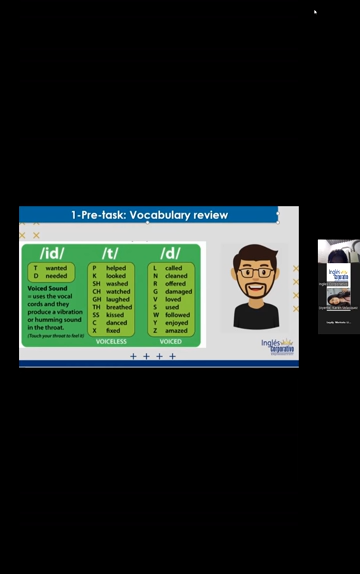 1-Pre-task: Vocabulary review
/id/
T wanted
D needed
Voiced Sound
= uses the vocal
cords and they
produce a vibration
or humming sound
in the throat.
(Touch your throat to feel it)
/t/
P helped
K looked
SH washed
CH watched
GH laughed
TH breathed
SS kissed
C danced
X fixed
VOICELESS
/d/
L called
N cleaned
R offered
G damaged
V loved
S used
W followed
Y enjoyed
Z amazed
VOICED
Inglés
Corporativo
Inglés